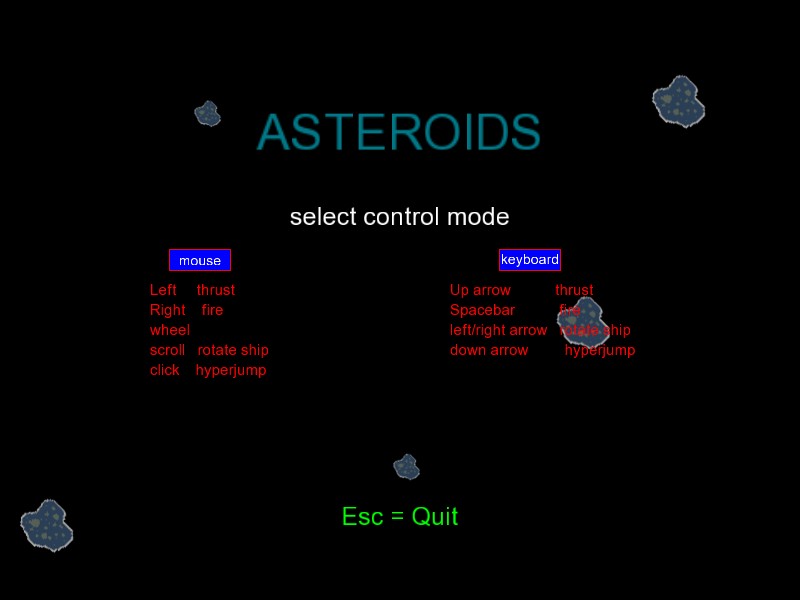 ASTEROIDS
select control mode
mouse
Left thrust
Right fire
wheel
scroll rotate ship
click hyperjump
keyboard
Up arrow thrust
Spacebar fire
left/right arrow rotate ship
down arrow hyperjump
Esc = Quit